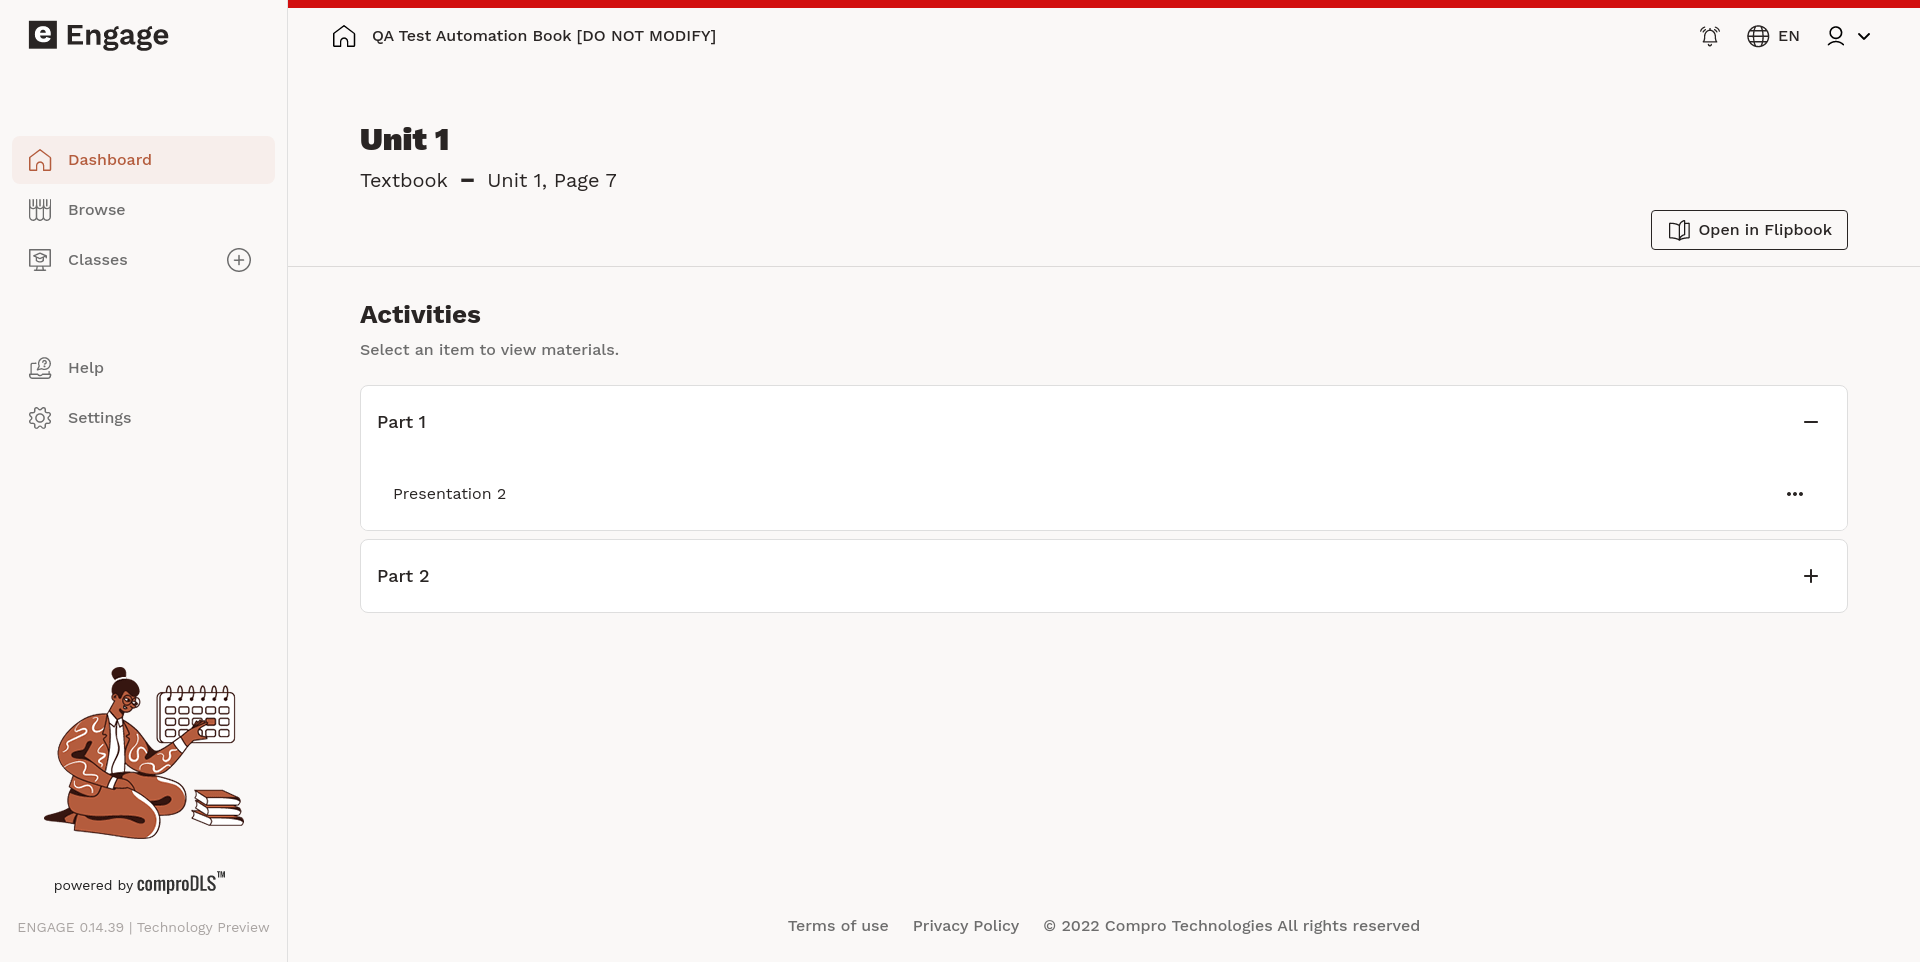 e Engage
QA Test Automation Book [DO NOT MODIFY]
EN
Dashboard
Browse
Classes
Help
Settings
powered by comproDLS™
ENGAGE 0.14.39 | Technology Preview
Unit 1
Textbook – Unit 1, Page 7
Open in Flipbook
Activities
Select an item to view materials.
Part 1
Presentation 2
Part 2
Terms of use Privacy Policy © 2022 Compro Technologies All rights reserved